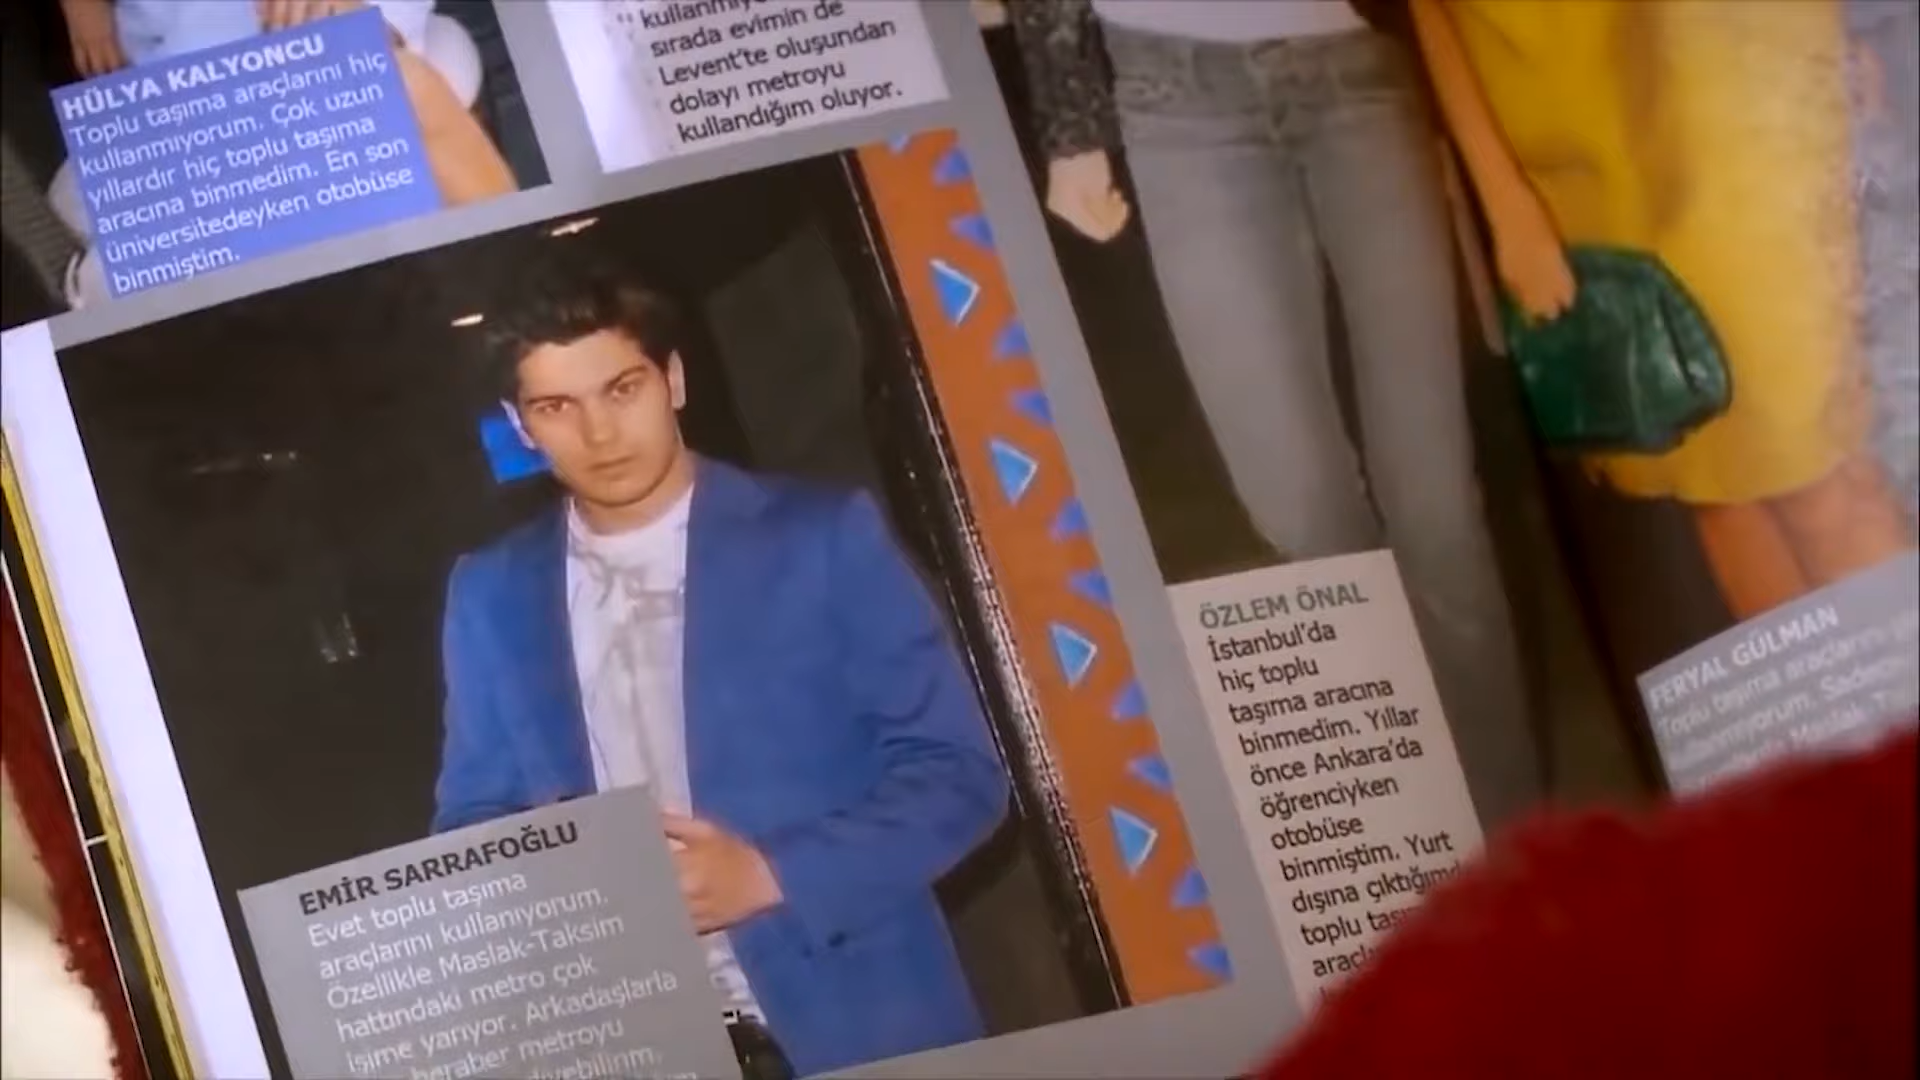 HÜLYA KALYONCU
Toplu taşıma araçlarını hiç
kullanmıyorum. Çok uzun
yıllardır hiç toplu taşıma
aracına binmedim. En son
üniversitedeyken otobüse
binmiştim.
sırada evimin de
Levent'te oluşundan
dolayı metroyu
kullandığım oluyor.
EMİR SARRAFOĞLU
Evet toplu taşıma
araçlarını kullanıyorum.
Özellikle Maslak-Taksim
hattındaki metro çok
işime yarıyor. Arkadaşlarla
beraber metroyu
ÖZLEM ÖNAL
İstanbul'da
hiç toplu
taşıma aracına
binmedim. Yıllar
önce Ankara'da
öğrenciyken
otobüse
binmiştim. Yurt
dışına
toplu
FERYAL GÜLMAN
Toplu taşıma araçlarını